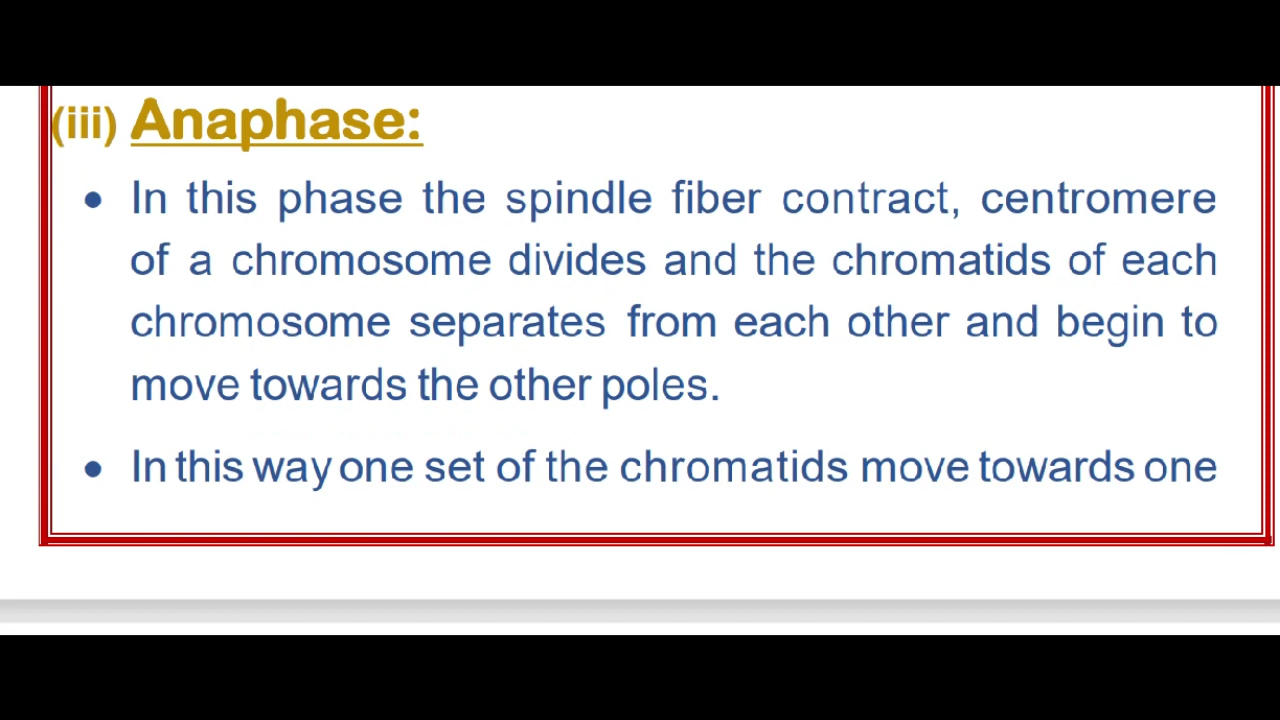 (iii) Anaphase:
• In this phase the spindle fiber contract, centromere
of a chromosome divides and the chromatids of each
chromosome separates from each other and begin to
move towards the other poles.
• In this way one set of the chromatids move towards one